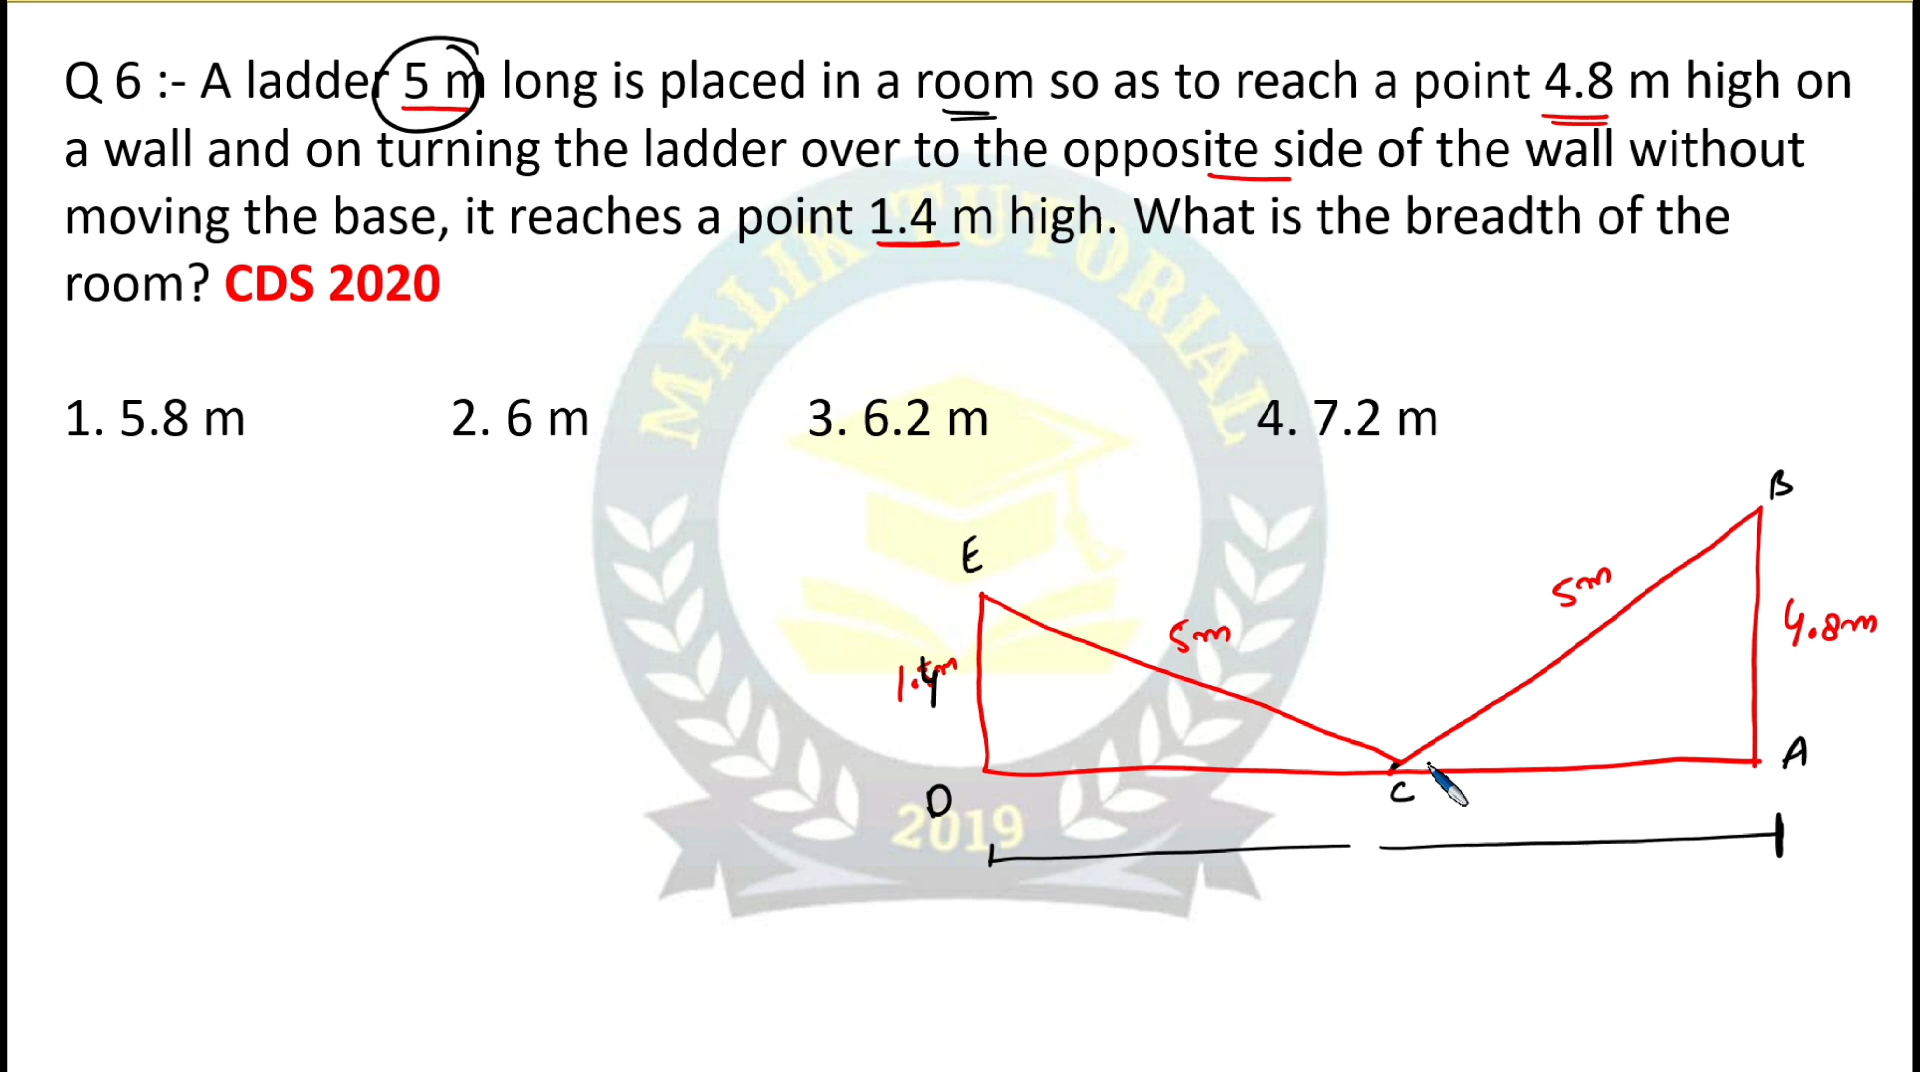 Q 6 :- A ladder 5 m long is placed in a room so as to reach a point 4.8 m high on
a wall and on turning the ladder over to the opposite side of the wall without
moving the base, it reaches a point 1.4 m high. What is the breadth of the
room? CDS 2020
MALIK TUTORIAL
1. 5.8 m 2. 6 m 3. 6.2 m 4. 7.2 m
B
E
5m
5m
4.8m
1.4m
A
D
C
2019